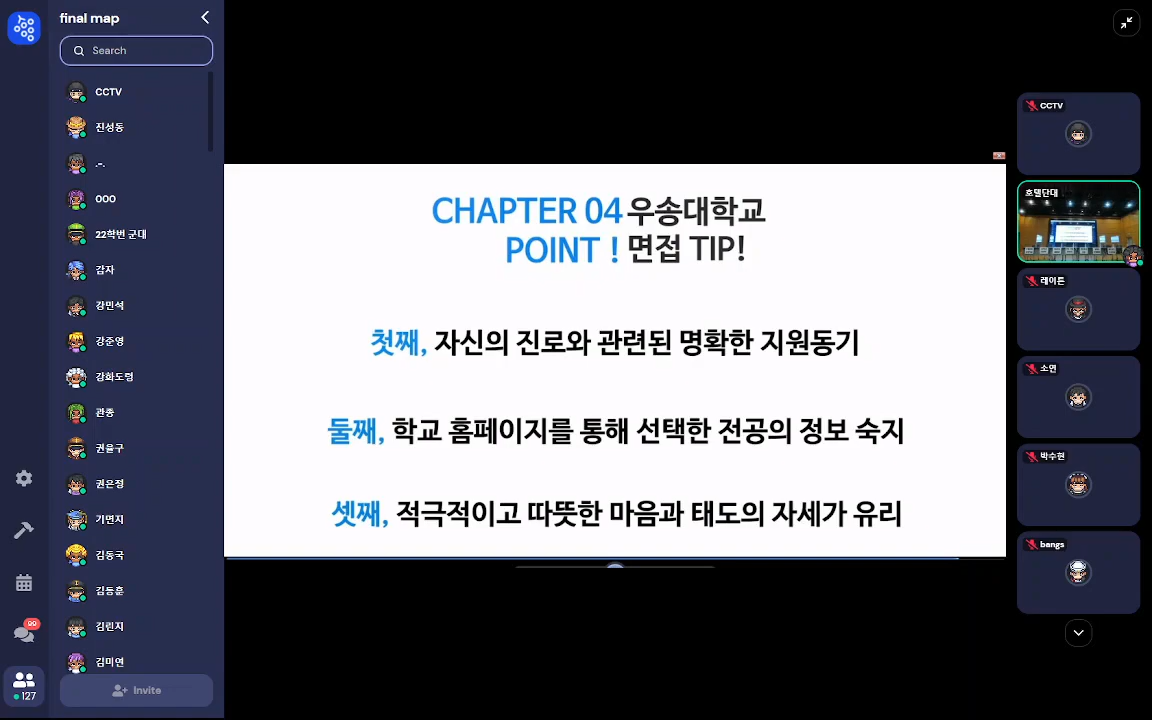 final map
Search
CCTV
진성동
.-.
OOO
22학번 군대
감자
강민석
강준영
강화도령
관종
권율구
권은정
기면지
김동국
김동훈
김린지
김미연
Invite
99
127
CHAPTER 04 우송대학교
POINT ! 면접 TIP!
첫째, 자신의 진로와 관련된 명확한 지원동기
둘째, 학교 홈페이지를 통해 선택한 전공의 정보 숙지
셋째, 적극적이고 따뜻한 마음과 태도의 자세가 유리
CCTV
호텔단대
레이튼
소연
박수현
bangs